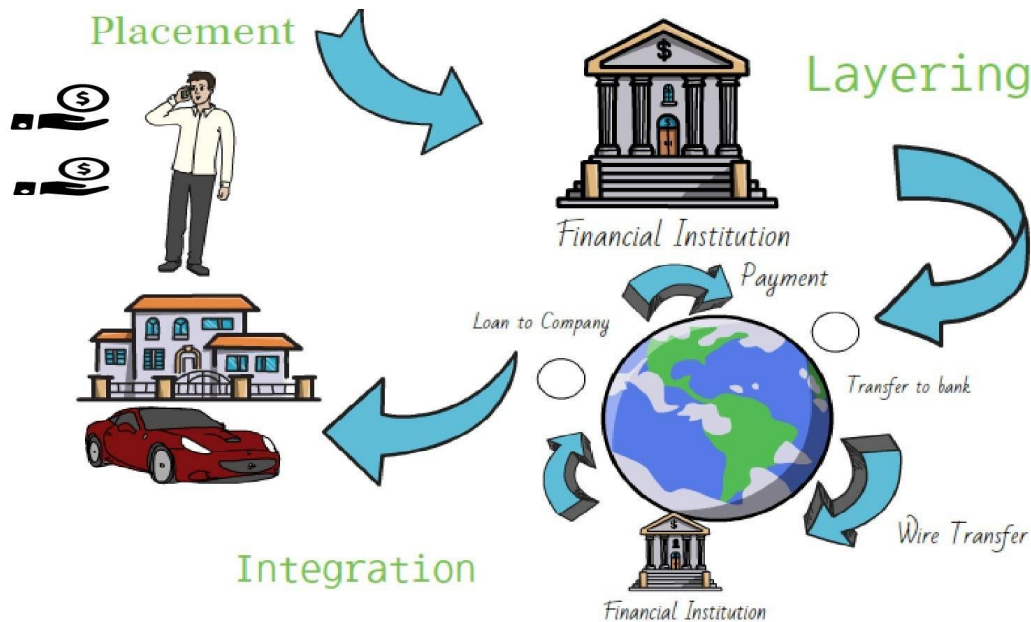 Placement
Layering
Financial Institution
Payment
Loan to Company
Transfer to bank
Wire Transfer
Integration
Financial Institution